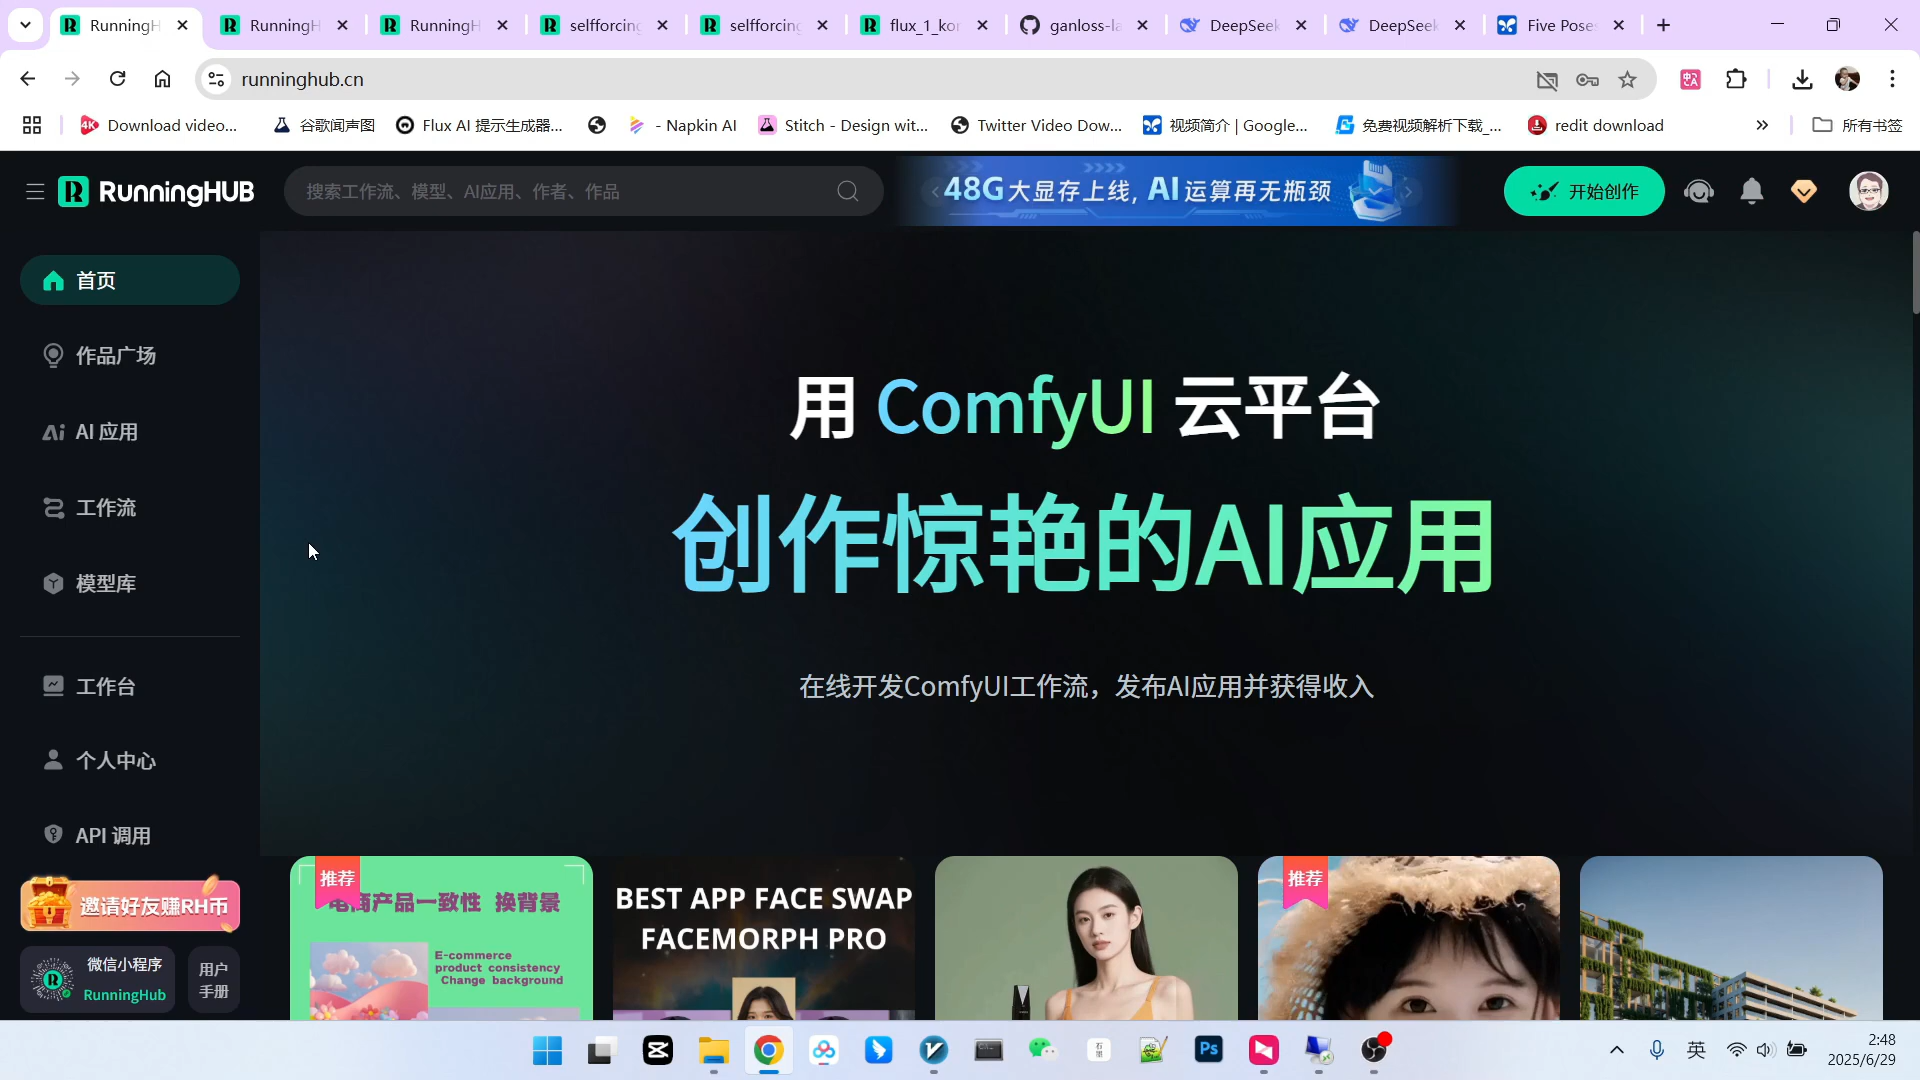 RunningH
RunningH
RunningH
selfforcing
selfforcing
flux_1_kor
ganloss-la
DeepSeek
DeepSeek
Five Pose
runninghub.cn
Download video...
谷歌闻声图
Flux AI 提示生成器...
- Napkin AI
Stitch - Design wit...
Twitter Video Dow...
视频简介 | Google...
免费视频解析下载_...
redit download
所有书签
RunningHUB
搜索工作流、模型、AI应用、作者、作品
48G大显存上线, AI运算再无瓶颈
开始创作
首页
作品广场
AI 应用
工作流
模型库
工作台
个人中心
API 调用
邀请好友赚RH币
微信小程序
RunningHub
用户
手册
用 ComfyUI 云平台
创作惊艳的AI应用
在线开发ComfyUI工作流，发布AI应用并获得收入
推荐
电商产品一致性 换背景
E-commerce
product consistency
Change background
BEST APP FACE SWAP
FACEMORPH PRO
推荐
Ps
英
2:48
2025/6/29